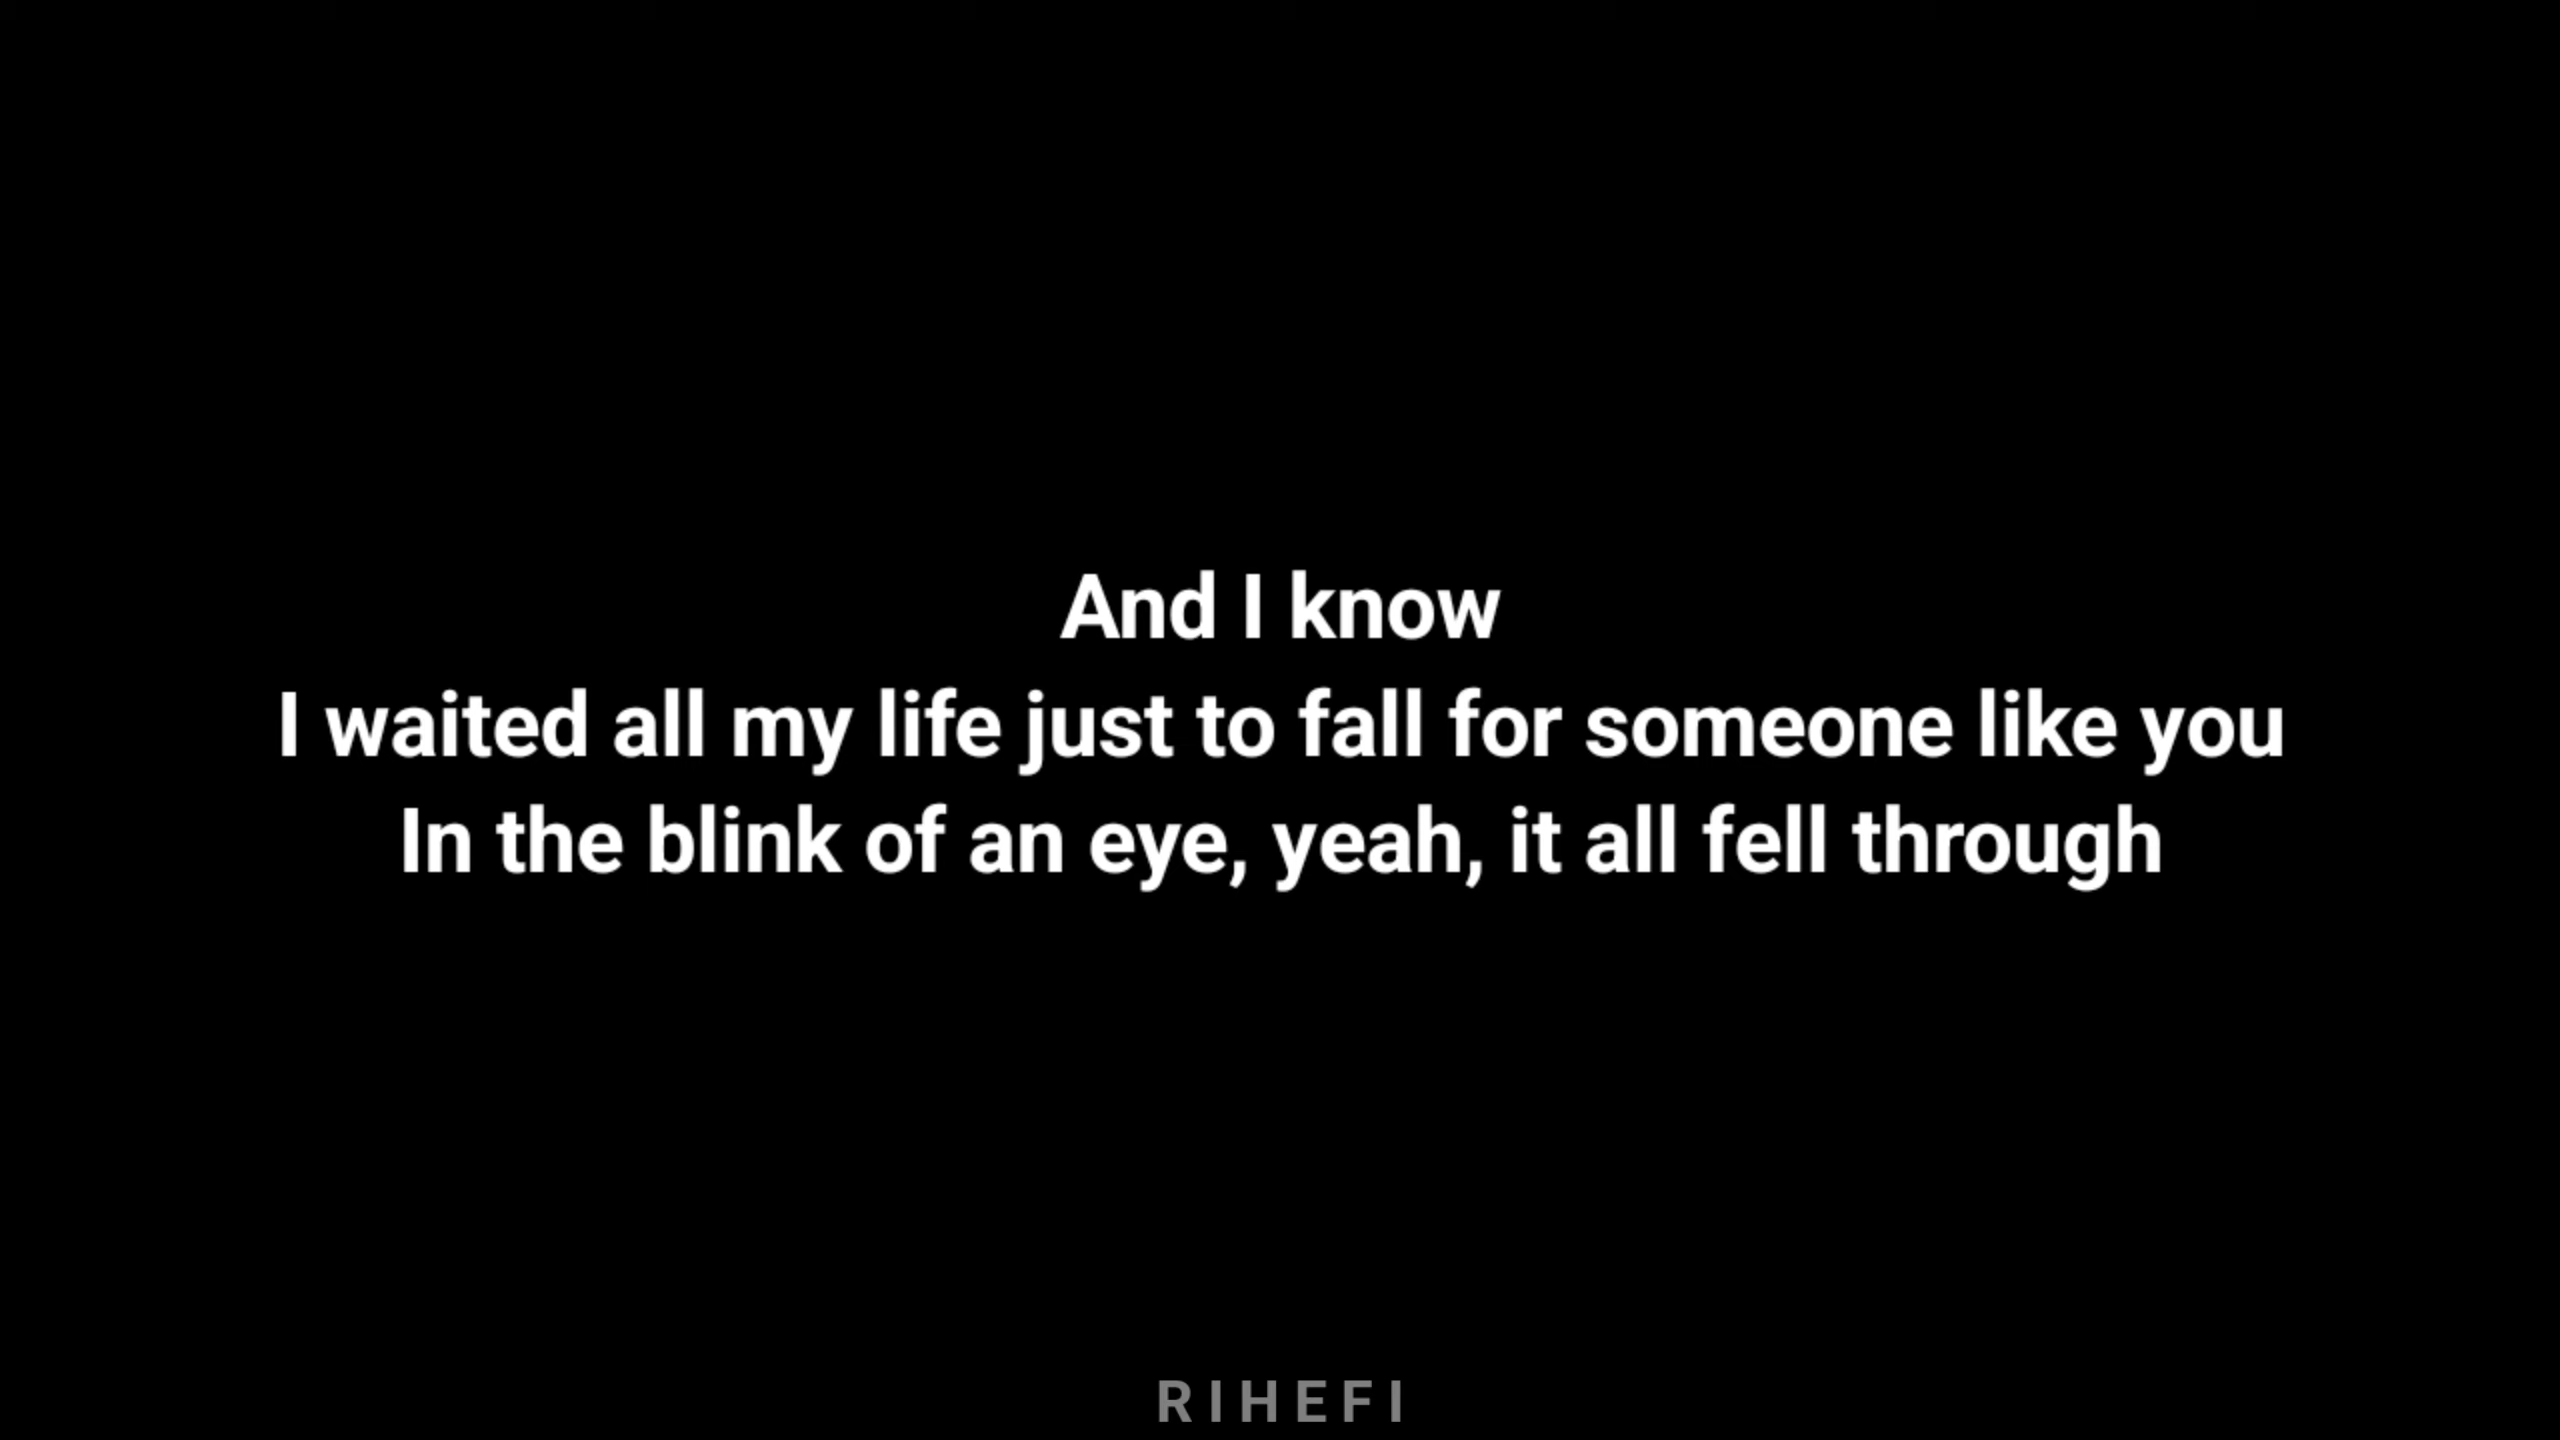 And I know
I waited all my life just to fall for someone like you
In the blink of an eye, yeah, it all fell through
RIHEFI